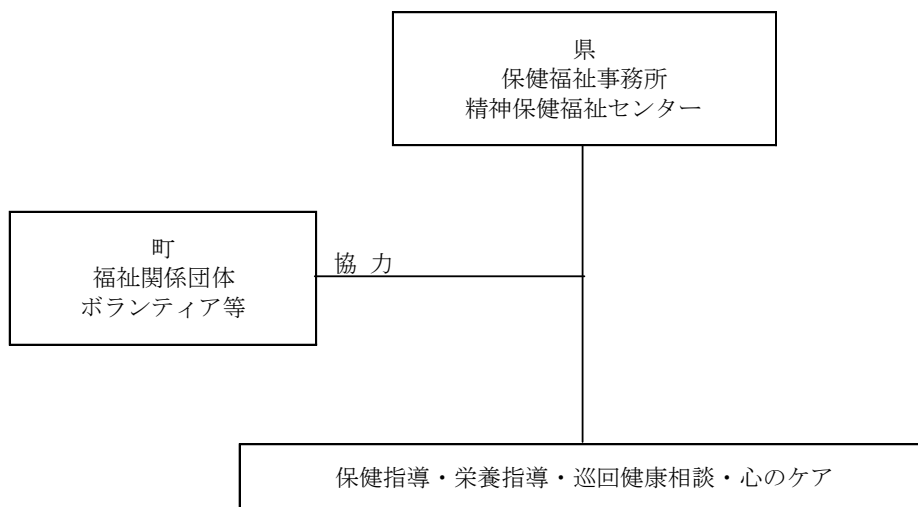 県
保健福祉事務所
精神保健福祉センター
町
福祉関係団体
ボランティア等
協 力
保健指導・栄養指導・巡回健康相談・心のケア